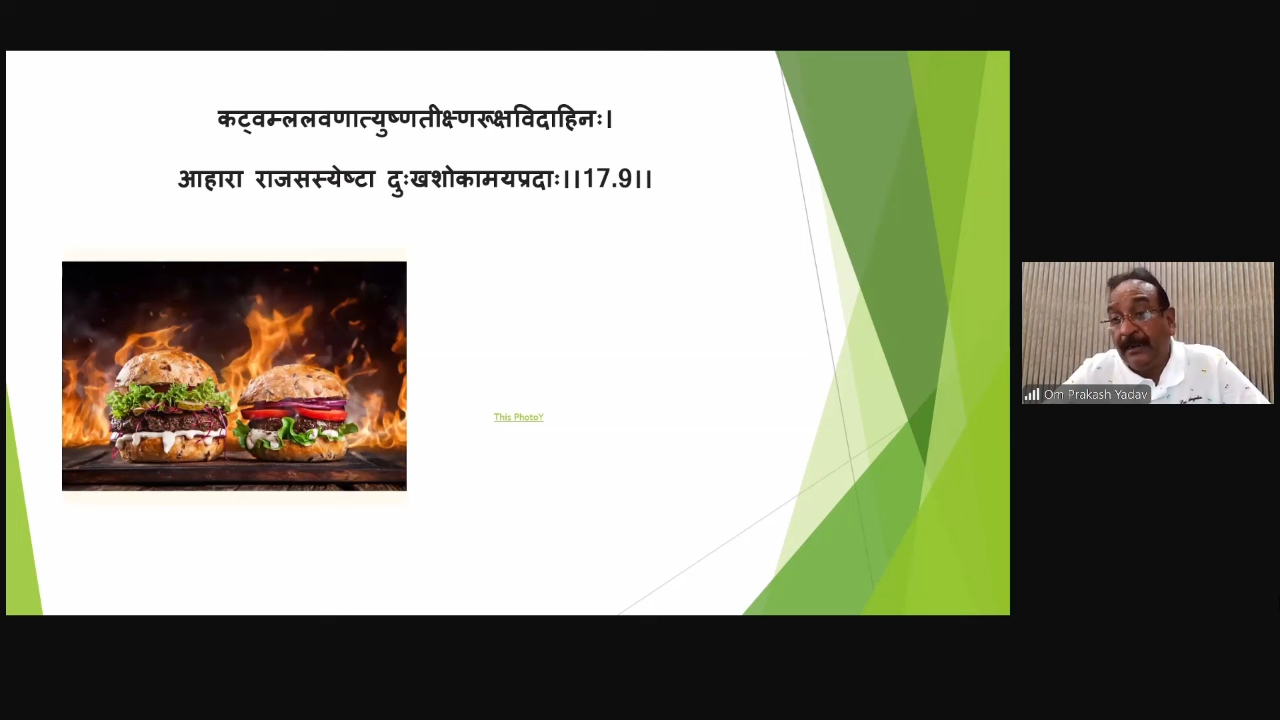 कट्वम्ललवणात्युष्णतीक्ष्णरूक्षविदाहिनः।
आहारा राजसस्येष्टा दुःखशोकामयप्रदाः।।17.9।।
This PhotoY
Om Prakash Yadav